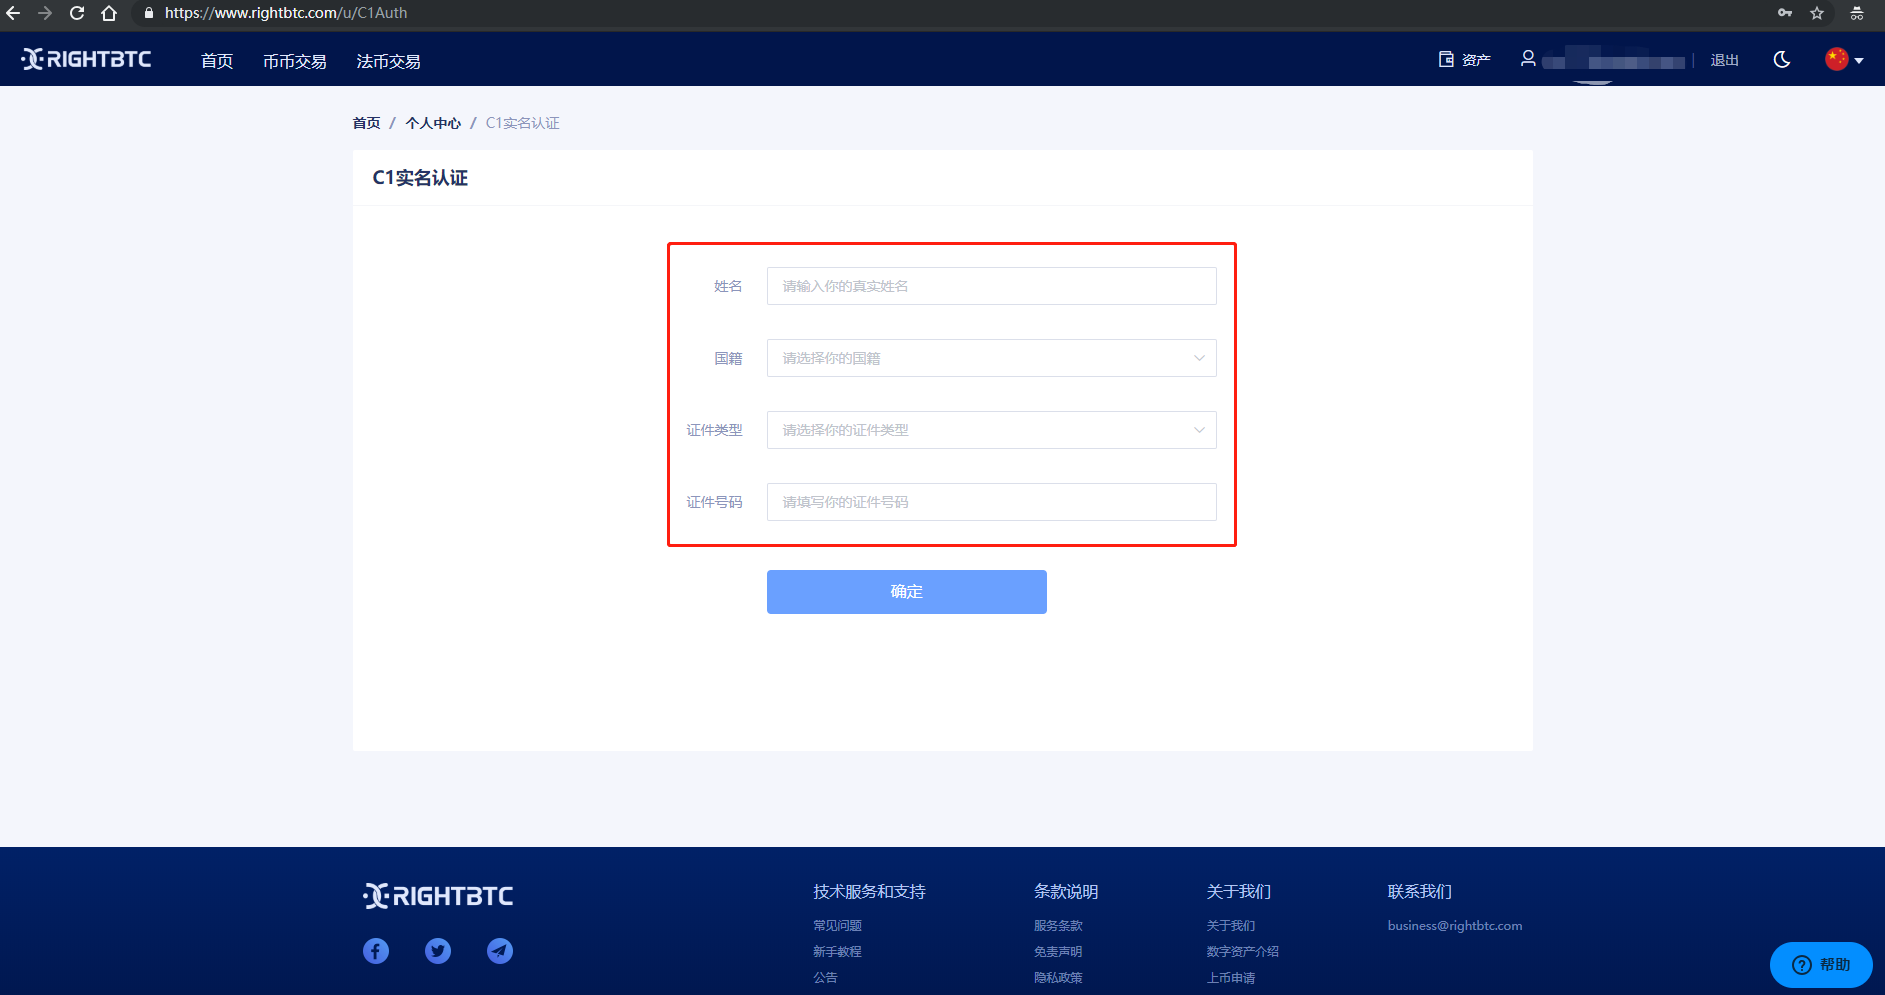 https://www.rightbtc.com/u/C1Auth
RIGHTBTC 首页 币币交易 法币交易 资产 退出
首页 / 个人中心 / C1实名认证
C1实名认证
姓名 请输入你的真实姓名
国籍 请选择你的国籍
证件类型 请选择你的证件类型
证件号码 请填写你的证件号码
确定
RIGHTBTC 技术服务和支持 条款说明 关于我们 联系我们
常见问题 服务条款 关于我们 business@rightbtc.com
新手教程 免责声明 数字资产介绍
公告 隐私政策 上币申请
帮助